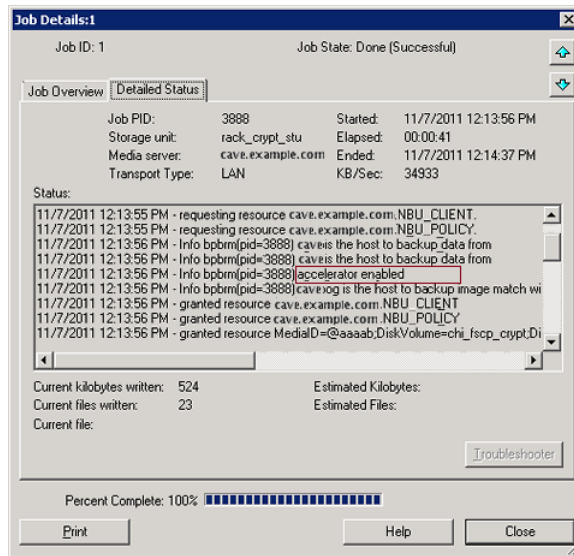 Job Details:1
Job ID: 1 Job State: Done (Successful)
Job Overview Detailed Status
Job PID: 3888 Started: 11/7/2011 12:13:56 PM
Storage unit: rack_crypt_stu Elapsed: 00:00:41
Media server: cave.example.com Ended: 11/7/2011 12:14:37 PM
Transport Type: LAN KB/Sec: 34933
Status:
11/7/2011 12:13:55 PM - requesting resource cave.example.com.NBU_CLIENT.
11/7/2011 12:13:55 PM - requesting resource cave.example.com.NBU_POLICY.
11/7/2011 12:13:56 PM - Info bpbrm(pid=3888) cave is the host to backup data from
11/7/2011 12:13:56 PM - Info bpbrm(pid=3888) cave is the host to backup data from
11/7/2011 12:13:56 PM - Info bpbrm(pid=3888) accelerator enabled
11/7/2011 12:13:56 PM - Info bpbrm(pid=3888) caveog is the host to backup image match wi
11/7/2011 12:13:56 PM - granted resource cave.example.com.NBU_CLIENT
11/7/2011 12:13:56 PM - granted resource cave.example.com.NBU_POLICY
11/7/2011 12:13:56 PM - granted resource MediaID=@aaaab;DiskVolume=chi_fscp_crypt;Di
Current kilobytes written: 524 Estimated Kilobytes:
Current files written: 23 Estimated Files:
Current file:
Troubleshooter
Percent Complete: 100%
Print Help Close